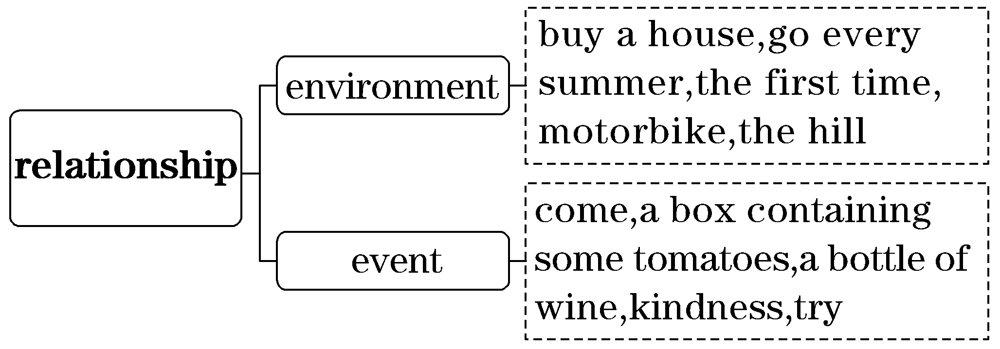 relationship
environment
buy a house,go every
summer,the first time,
motorbike,the hill
event
come,a box containing
some tomatoes,a bottle of
wine,kindness,try